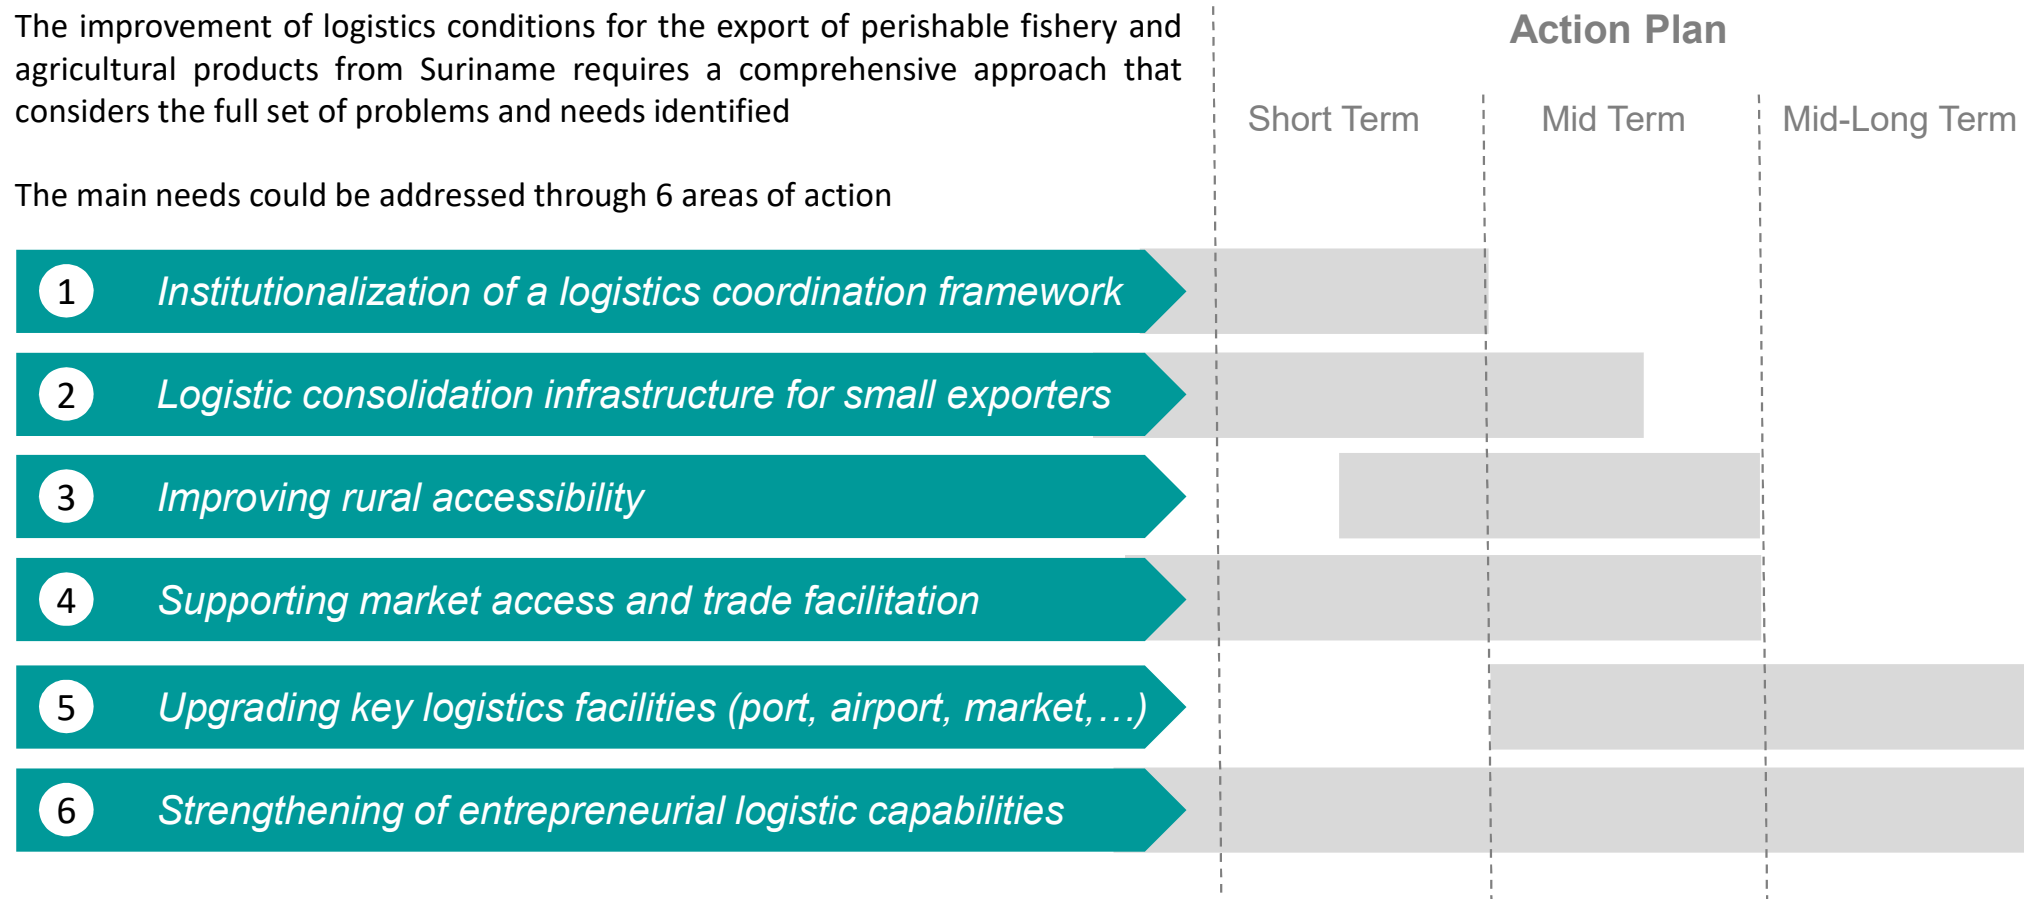 The improvement of logistics conditions for the export of perishable fishery and
agricultural products from Suriname requires a comprehensive approach that
considers the full set of problems and needs identified
The main needs could be addressed through 6 areas of action
Action Plan
Short Term
Mid Term
Mid-Long Term
1 Institutionalization of a logistics coordination framework
2 Logistic consolidation infrastructure for small exporters
3 Improving rural accessibility
4 Supporting market access and trade facilitation
5 Upgrading key logistics facilities (port, airport, market,…)
6 Strengthening of entrepreneurial logistic capabilities